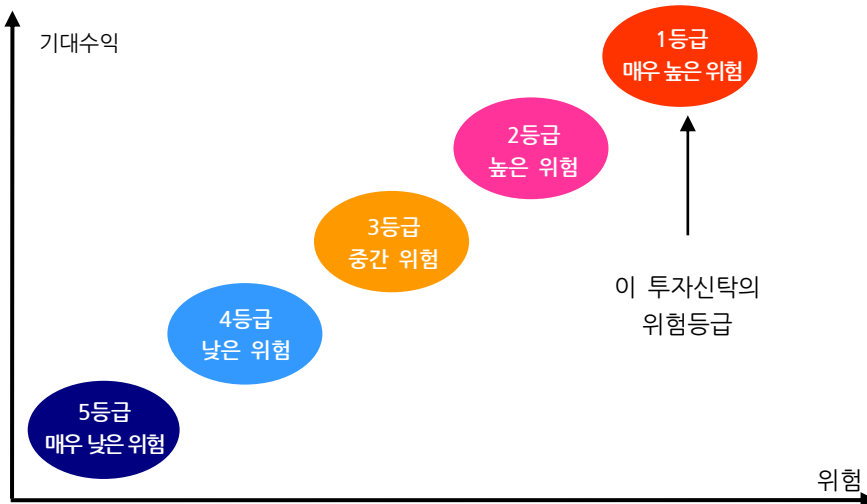 기대수익
1등급
매우 높은 위험
2등급
높은 위험
3등급
중간 위험
이 투자신탁의
위험등급
4등급
낮은 위험
5등급
매우 낮은 위험
위험